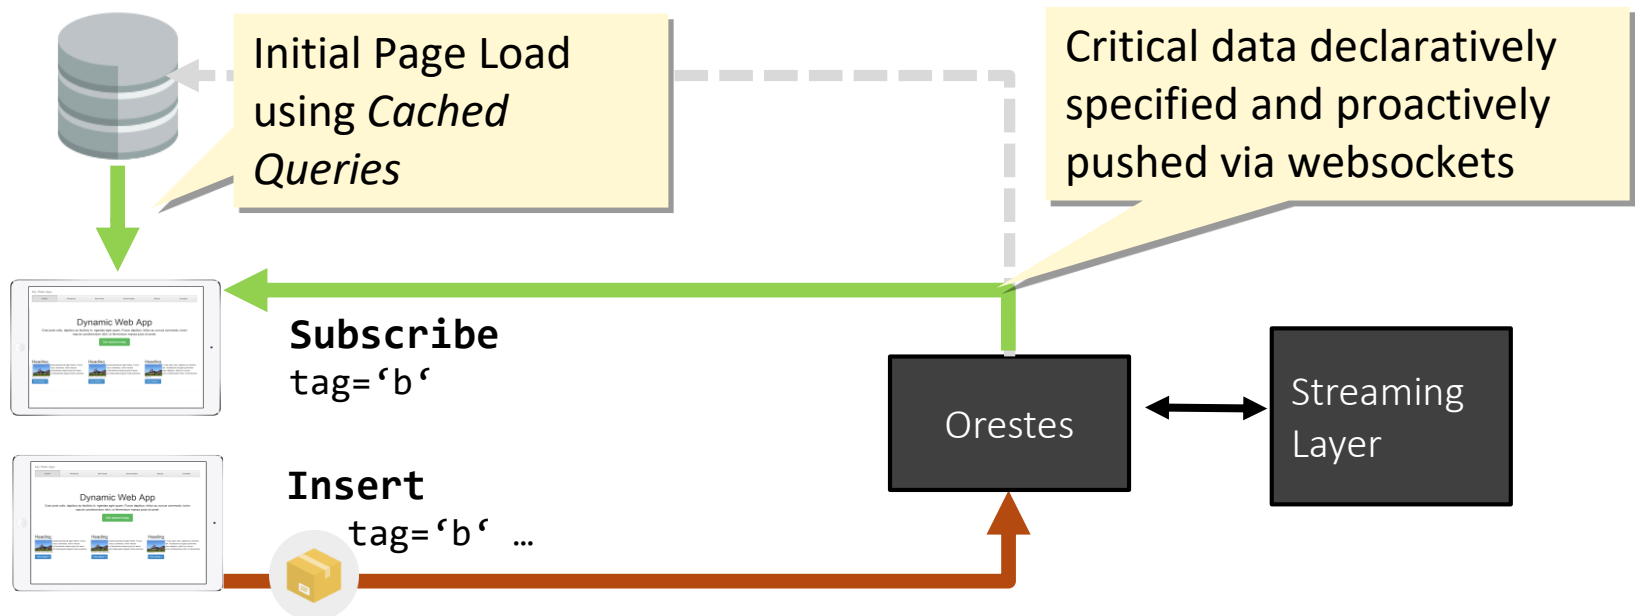 Initial Page Load
using Cached
Queries
Critical data declaratively
specified and proactively
pushed via websockets
Dynamic Web App
Subscribe
tag=‘b‘
Orestes
Streaming
Layer
Dynamic Web App
Insert
tag=‘b‘ …